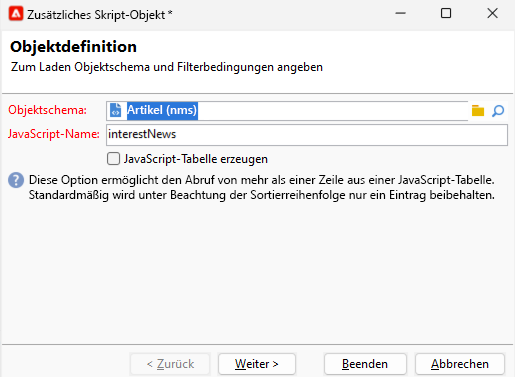 Zusätzliches Skript-Objekt *
Objektdefinition
Zum Laden Objektschema und Filterbedingungen angeben
Objektschema: Artikel (nms)
JavaScript-Name: interestNews
JavaScript-Tabelle erzeugen
Diese Option ermöglicht den Abruf von mehr als einer Zeile aus einer JavaScript-Tabelle.
Standardmäßig wird unter Beachtung der Sortierreihenfolge nur ein Eintrag beibehalten.
< Zurück Weiter > Beenden Abbrechen